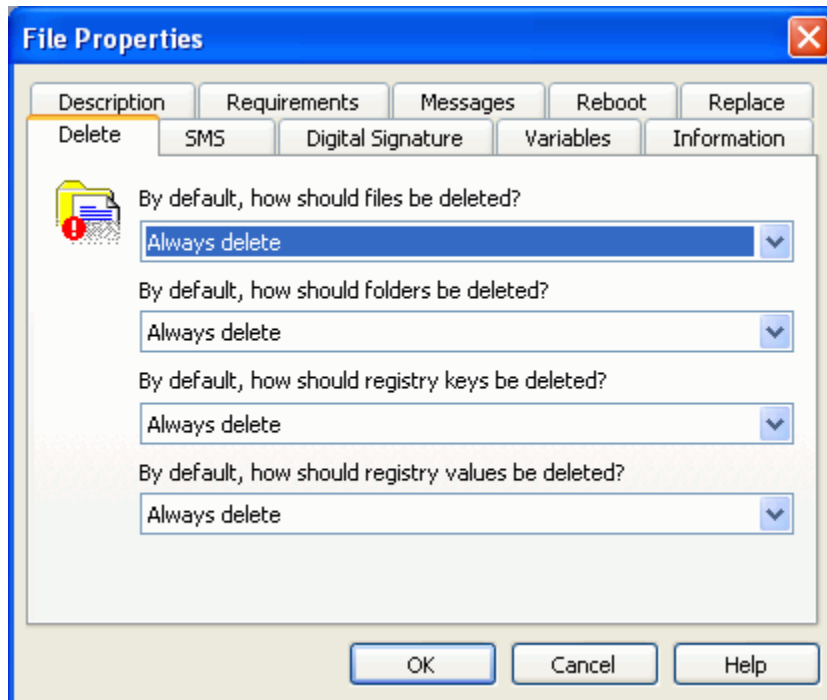 File Properties
Description Requirements Messages Reboot Replace
Delete SMS Digital Signature Variables Information
By default, how should files be deleted?
Always delete
By default, how should folders be deleted?
Always delete
By default, how should registry keys be deleted?
Always delete
By default, how should registry values be deleted?
Always delete
OK Cancel Help